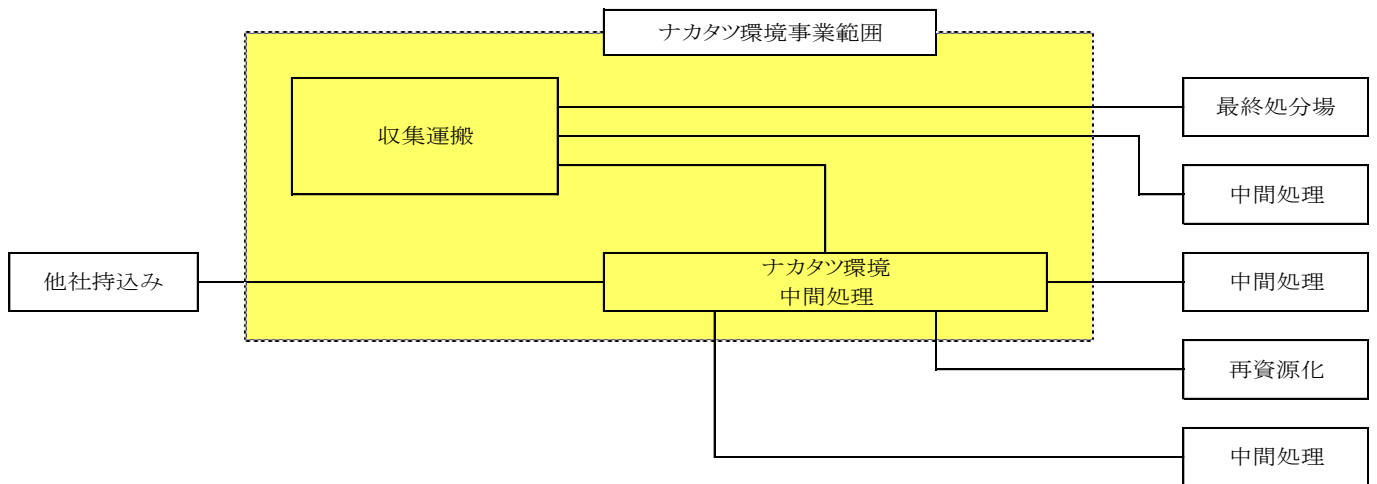 ナカタツ環境事業範囲
収集運搬
最終処分場
中間処理
他社持込み
ナカタツ環境
中間処理
中間処理
再資源化
中間処理